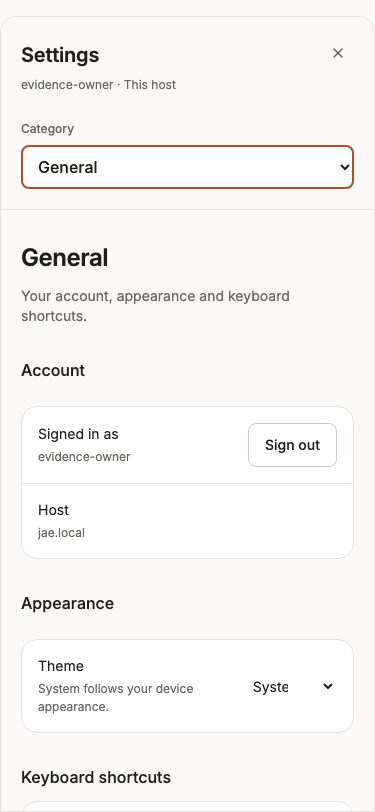 Settings
evidence-owner · This host
Category
General
General
Your account, appearance and keyboard
shortcuts.
Account
Signed in as
evidence-owner
Sign out
Host
jae.local
Appearance
Theme
System follows your device
appearance.
Syste
Keyboard shortcuts